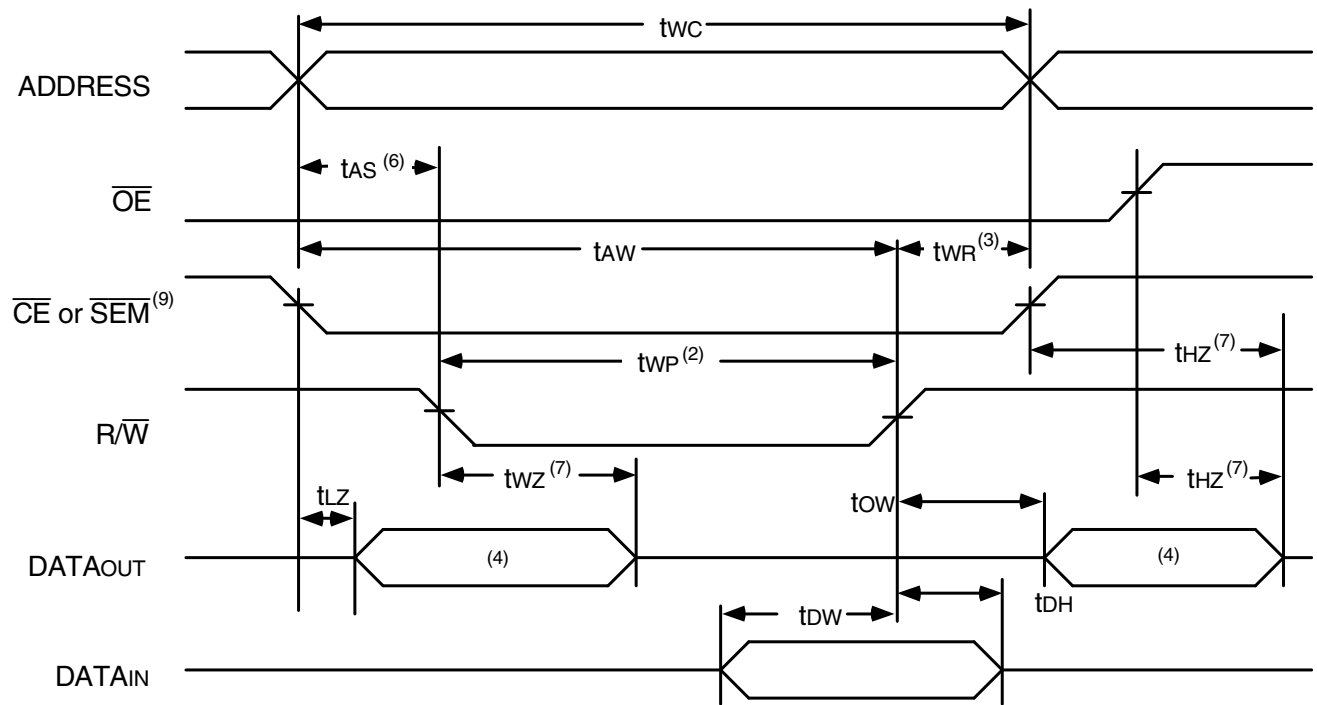 tWC
ADDRESS
tAS (6)
OE
tAW
tWR(3)
CE or SEM(9)
tWP(2)
tHZ(7)
R/W
tWZ(7)
tHZ(7)
tLZ
tOW
DATAOUT
(4)
(4)
tDW
tDH
DATAIN